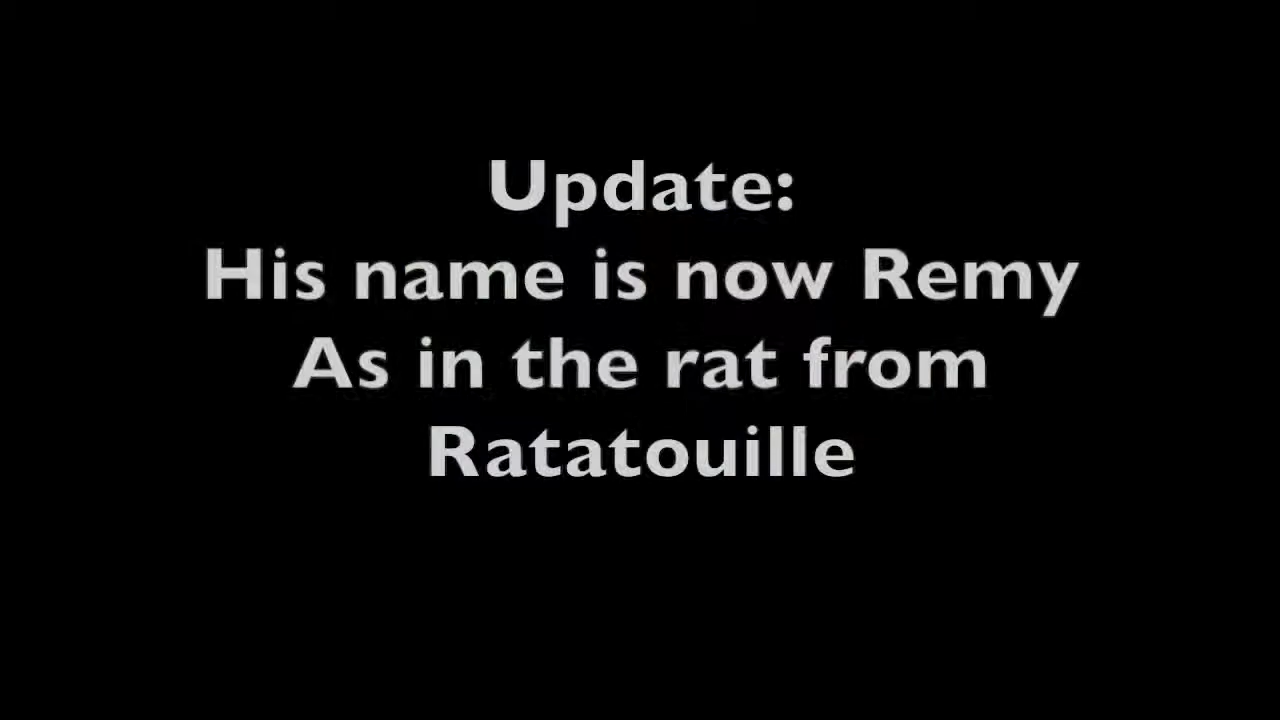 Update:
His name is now Remy
As in the rat from
Ratatouille